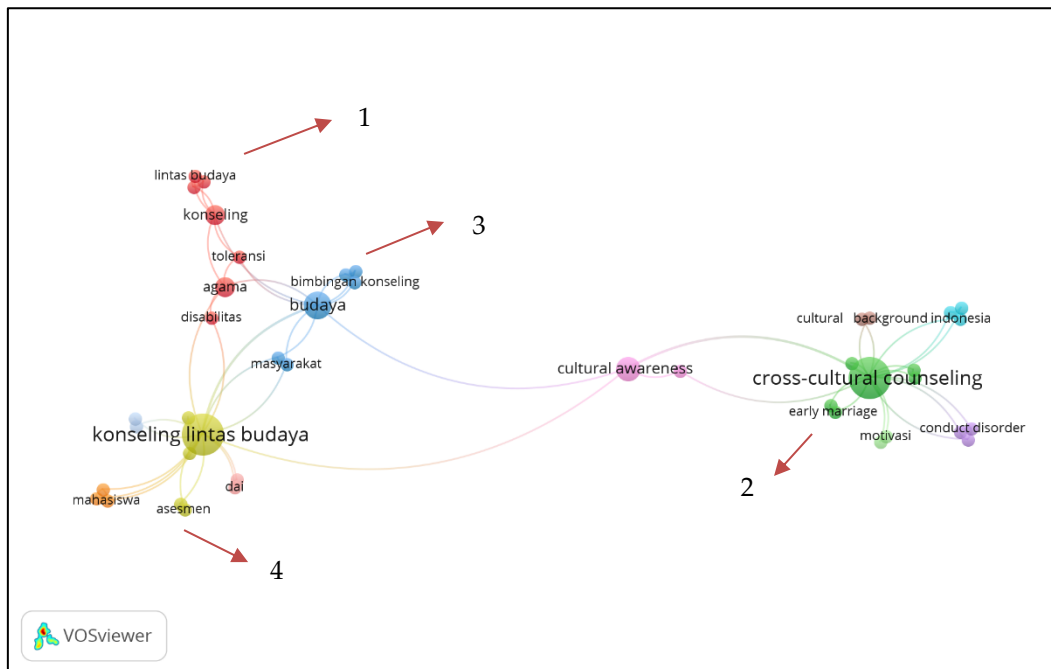 1
lintas budaya
konseling
3
toleransi
bimbingan konseling
agama
budaya
disabilitas
cultural background indonesia
masyarakat
cultural awareness
cross-cultural counseling
early marriage
conduct disorder
konseling lintas budaya
motivasi
2
dai
mahasiswa
asesmen
4
VOSviewer